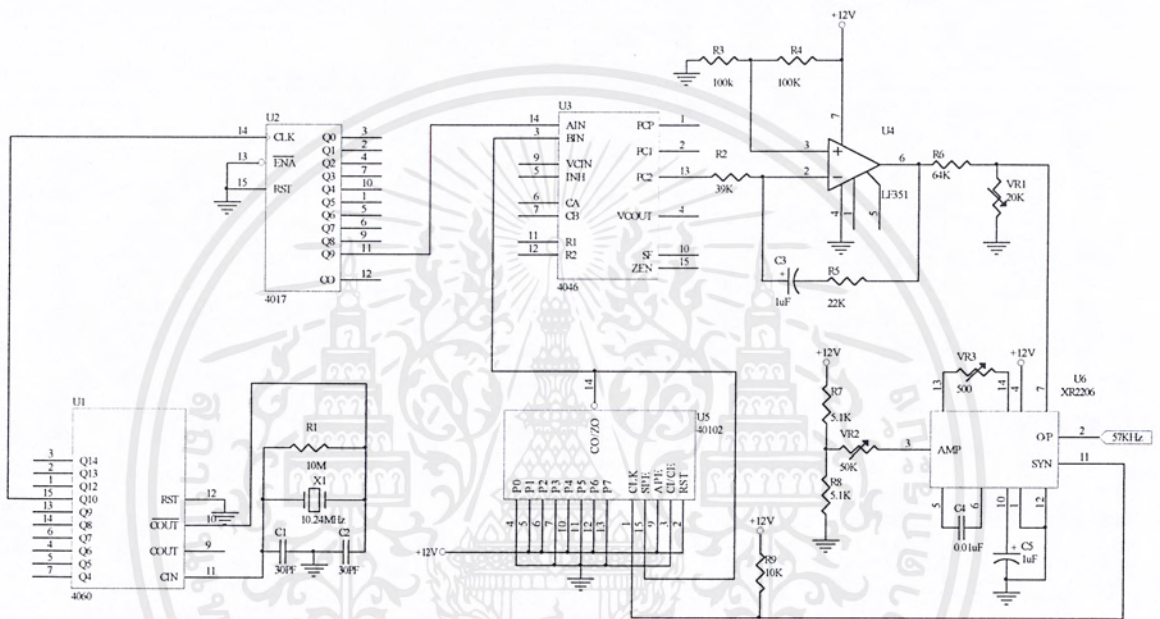 +12V
R3
R4
100k
100K
U2
14
CLK
Q0
3
Q1
2
13
ENA
Q2
4
Q3
7
15
RST
Q4
10
Q5
1
Q6
5
Q7
6
Q8
9
Q9
11
CO
12
4017
U3
14
AIN
PCP
1
3
BIN
9
VCIN
PC1
2
5
INH
PC2
13
6
CA
7
CB
VCOUT
4
11
R1
12
R2
SF
10
ZEN
15
4046
R2
39K
7
U4
3
+
6
2
-
LF351
4
1
5
R6
64K
VR1
20K
C3
+
1uF
R5
22K
U1
3
Q14
2
Q13
1
Q12
15
Q10
13
Q9
14
Q8
6
Q7
4
Q6
5
Q5
7
Q4
RST
12
COUT
10
COUT
9
CIN
11
4060
R1
10M
X1
10.24MHz
C1
30PF
C2
30PF
14
U5
40102
CO/ZO
P0
P1
P2
P3
P4
P5
P6
P7
CLK
SPE
APE
CI/CE
RST
4
5
6
7
10
11
12
13
1
15
9
3
2
+12V
+12V
R9
10K
+12V
R7
5.1K
VR2
50K
R8
5.1K
VR3
500
+12V
U6
XR2206
13
14
4
7
3
AMP
O/P
2
57KHz
SYN
11
5
6
10
1
12
C4
0.01uF
C5
+
1uF